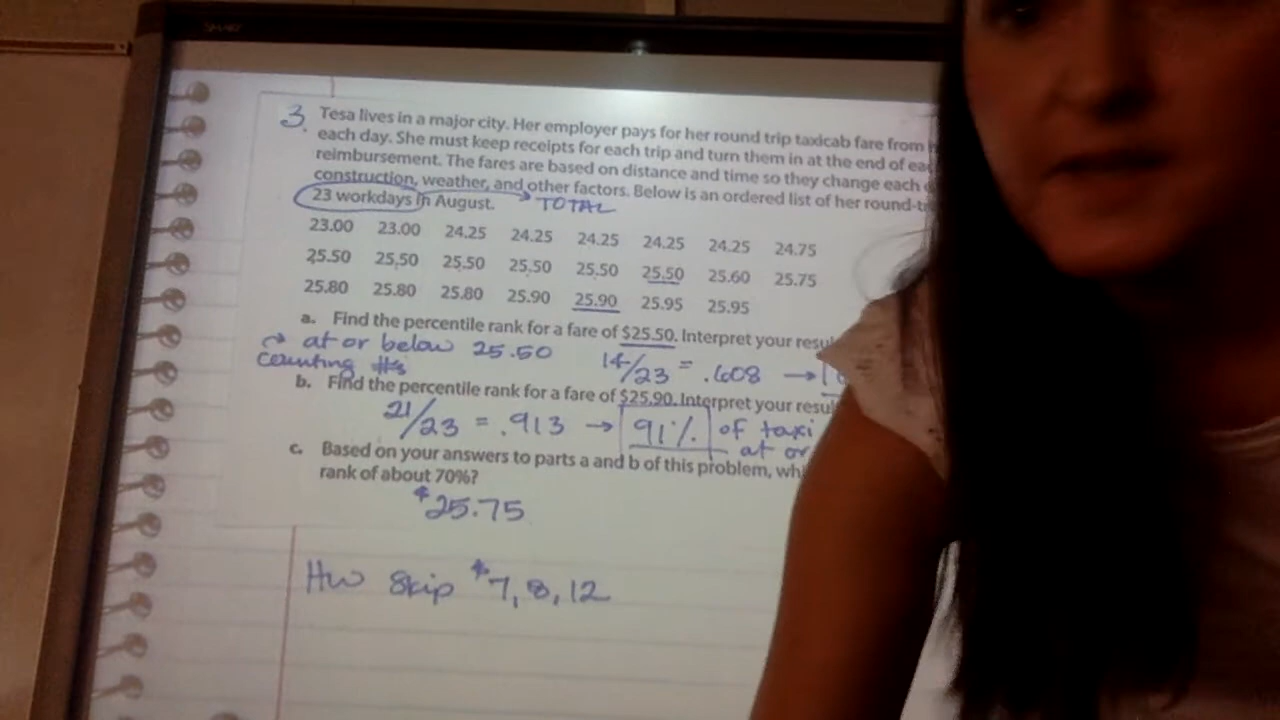 3. Tesa lives in a major city. Her employer pays for her round trip taxicab fare from
each day. She must keep receipts for each trip and turn them in at the end of
reimbursement. The fares are based on distance and time so they change each
construction, weather, and other factors. Below is an ordered list of her
23 workdays in August. → TOTAL
23.00 23.00 24.25 24.25 24.25 24.25 24.25 24.75
25.50 25.50 25.50 25.50 25.50 25.50 25.60 25.75
25.80 25.80 25.80 25.90 25.90 25.95 25.95
a. Find the percentile rank for a fare of $25.50. Interpret your
→ at or below 25.50 14/23 = .608 →
counting #s
b. Find the percentile rank for a fare of $25.90. Interpret your
21/23 = .913 → 91% of taxi
at or
c. Based on your answers to parts a and b of this problem,
rank of about 70%?
$25.75
HW Skip # 7, 8, 12